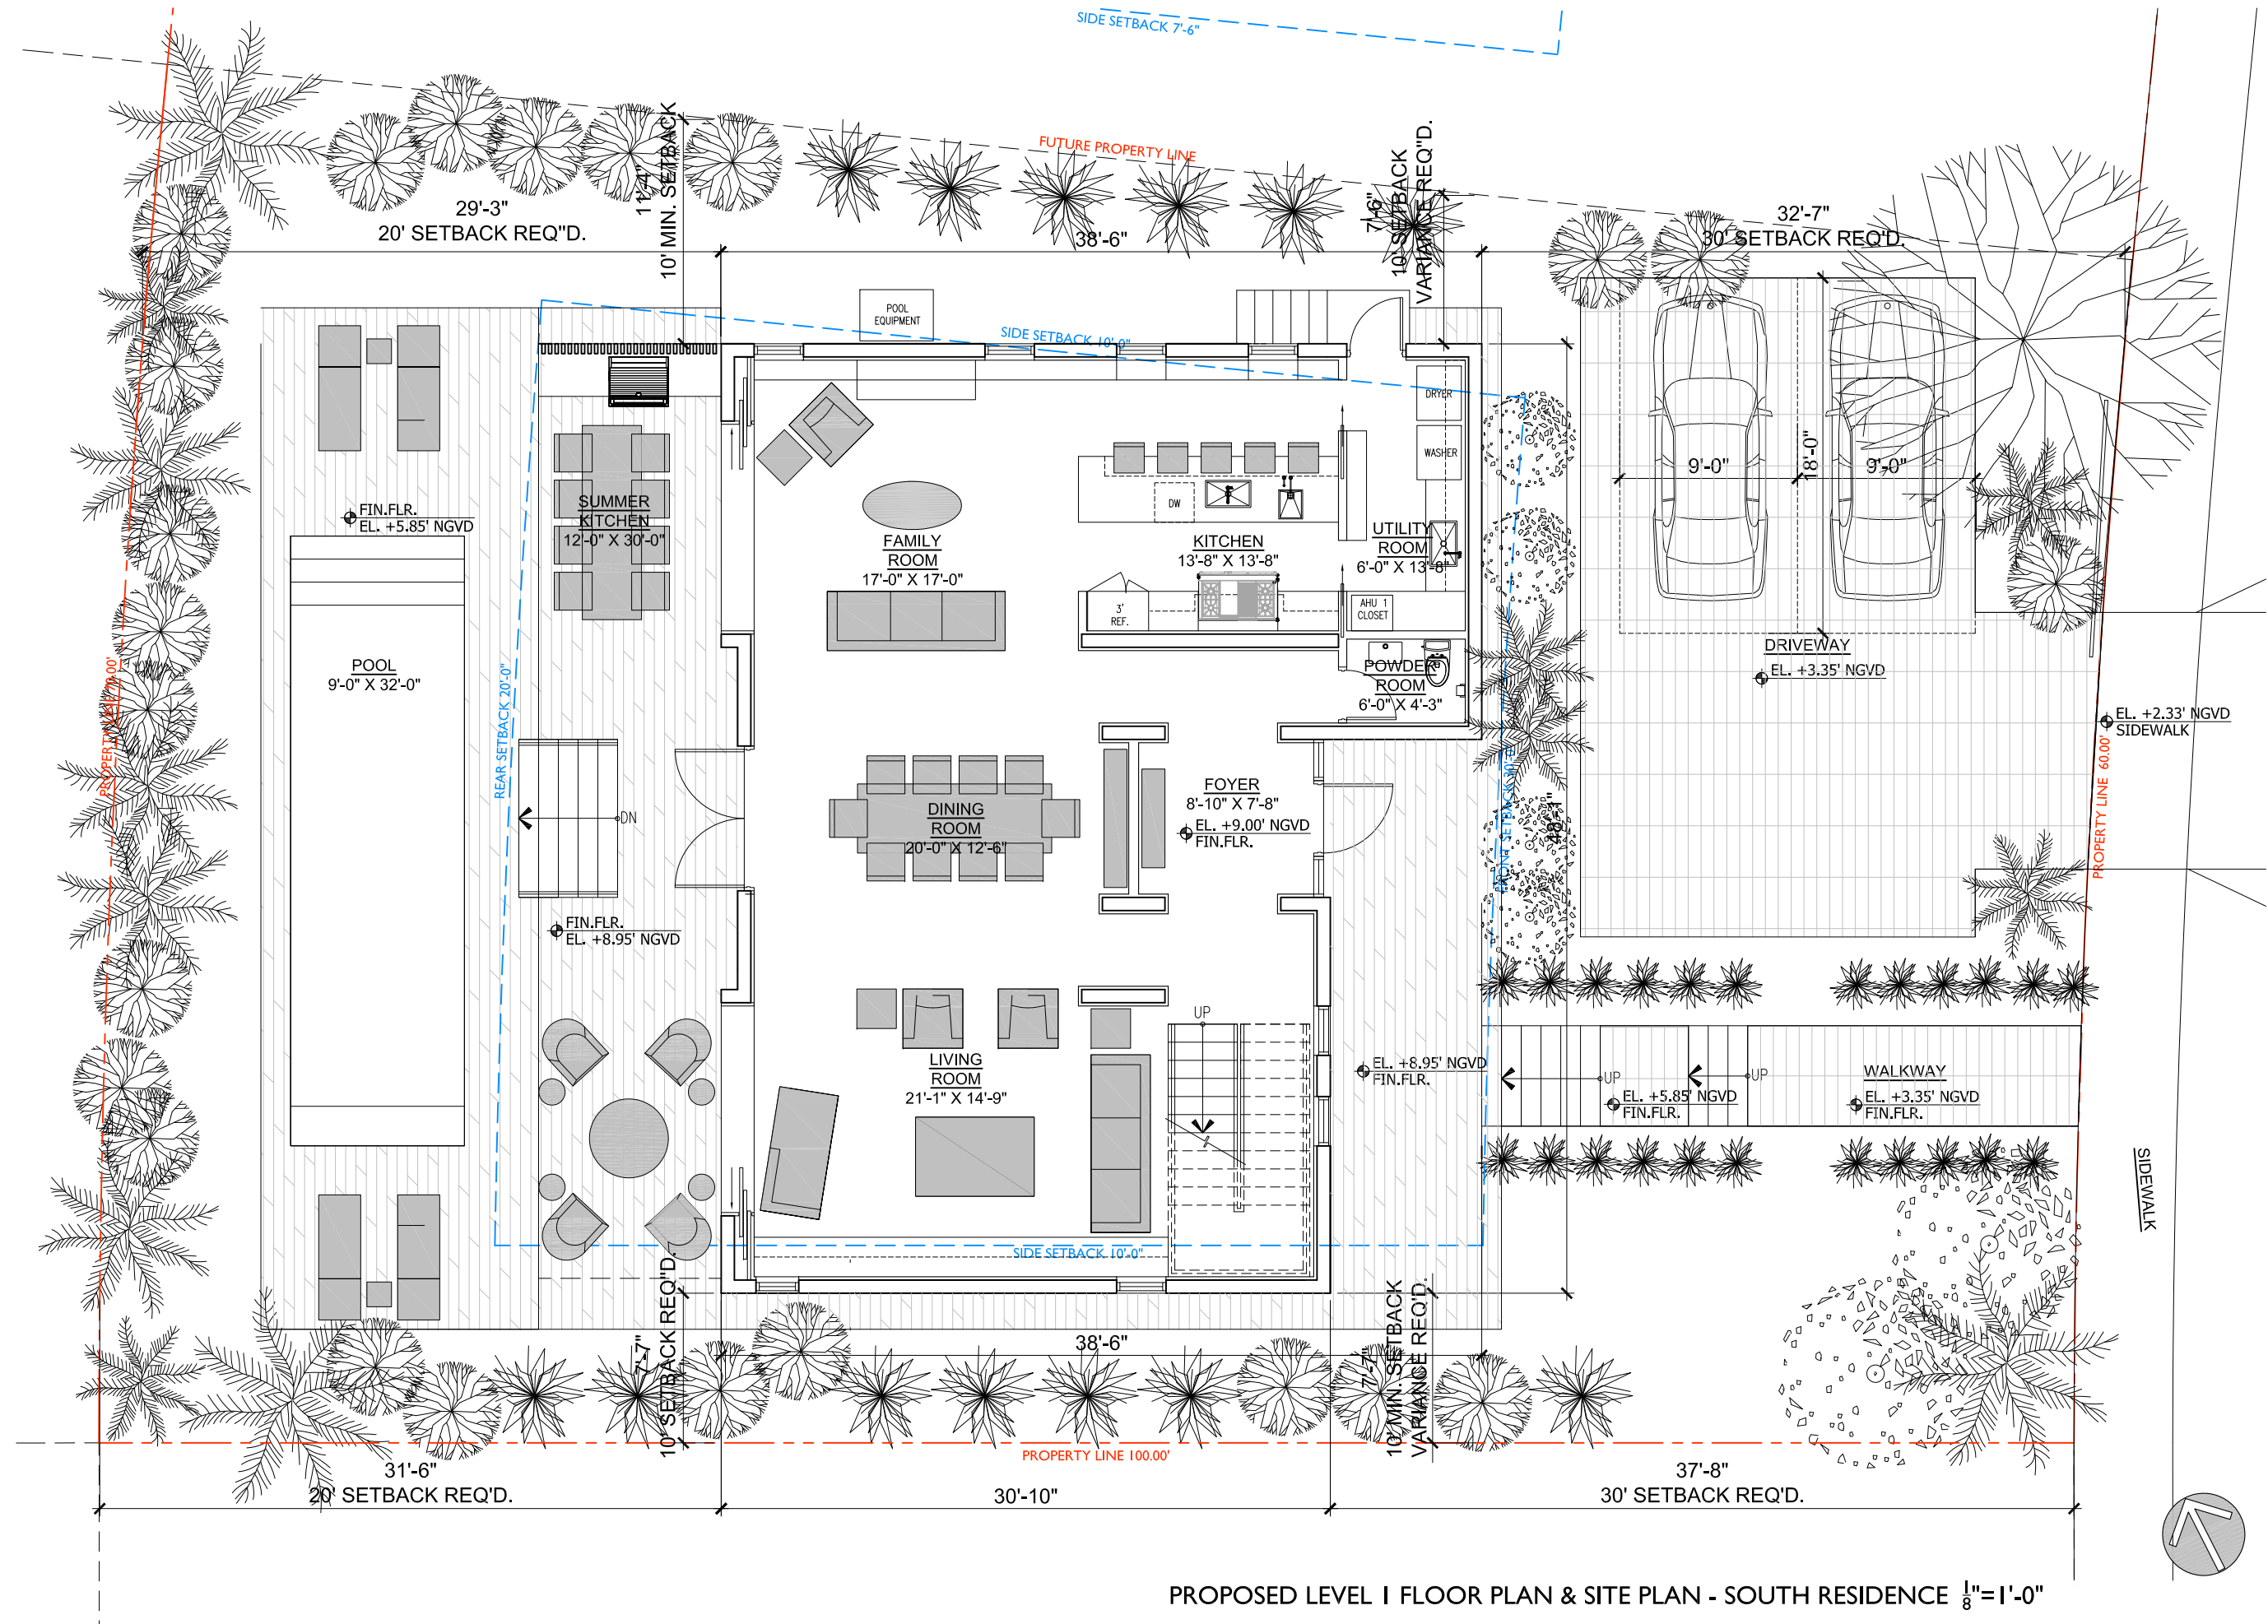 SIDE SETBACK 7'-6"
FUTURE PROPERTY LINE
29'-3"
20' SETBACK REQ"D.
11'-4"
10' MIN. SETBACK
38'-6"
7'-6"
10' SETBACK
VARIANCE REQ"D.
32'-7"
30' SETBACK REQ'D.
POOL
EQUIPMENT
SIDE SETBACK 10'-0"
DRYER
WASHER
9'-0"
18'-0"
9'-0"
FIN.FLR.
EL. +5.85' NGVD
SUMMER
KITCHEN
12'-0" X 30'-0"
FAMILY
ROOM
17'-0" X 17'-0"
DW
KITCHEN
13'-8" X 13'-8"
UTILITY
ROOM
6'-0" X 13'-8"
3'
REF.
AHU 1
CLOSET
POOL
9'-0" X 32'-0"
POWDER
ROOM
6'-0" X 4'-3"
DRIVEWAY
EL. +3.35' NGVD
EL. +2.33' NGVD
SIDEWALK
PROPERTY LINE 70.00'
REAR SETBACK 20'-0"
DN
DINING
ROOM
20'-0" X 12'-6"
FOYER
8'-10" X 7'-8"
EL. +9.00' NGVD
FIN.FLR.
FRONT SETBACK 30'-0"
48'-1"
PROPERTY LINE 60.00'
FIN.FLR.
EL. +8.95' NGVD
UP
LIVING
ROOM
21'-1" X 14'-9"
EL. +8.95' NGVD
FIN.FLR.
UP
EL. +5.85' NGVD
FIN.FLR.
UP
WALKWAY
EL. +3.35' NGVD
FIN.FLR.
SIDEWALK
SIDE SETBACK 10'-0"
7'-7"
10' SETBACK REQ"D.
38'-6"
7'-7"
10' MIN. SETBACK
VARIANCE REQ'D.
PROPERTY LINE 100.00'
31'-6"
20' SETBACK REQ'D.
30'-10"
37'-8"
30' SETBACK REQ'D.
PROPOSED LEVEL 1 FLOOR PLAN & SITE PLAN - SOUTH RESIDENCE 1/8"=1'-0"